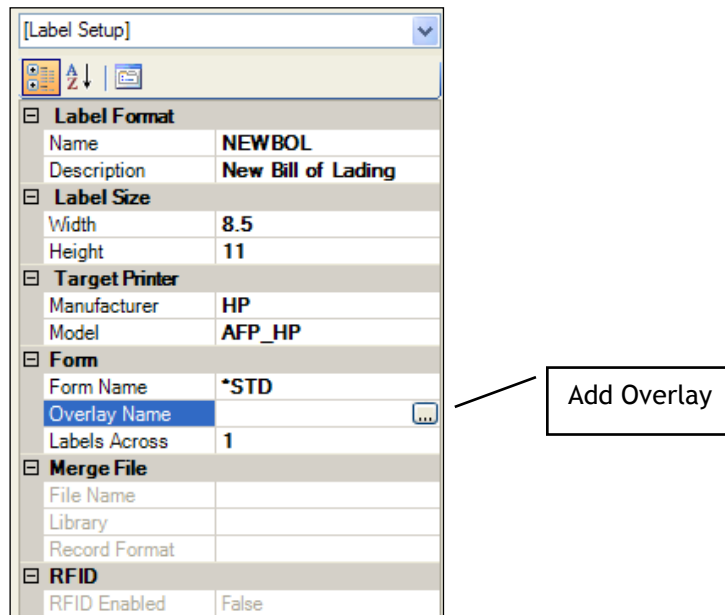 [Label Setup]
Label Format
Name NEWBOL
Description New Bill of Lading
Label Size
Width 8.5
Height 11
Target Printer
Manufacturer HP
Model AFP_HP
Form
Form Name *STD
Overlay Name ...
Add Overlay
Labels Across 1
Merge File
File Name
Library
Record Format
RFID
RFID Enabled False